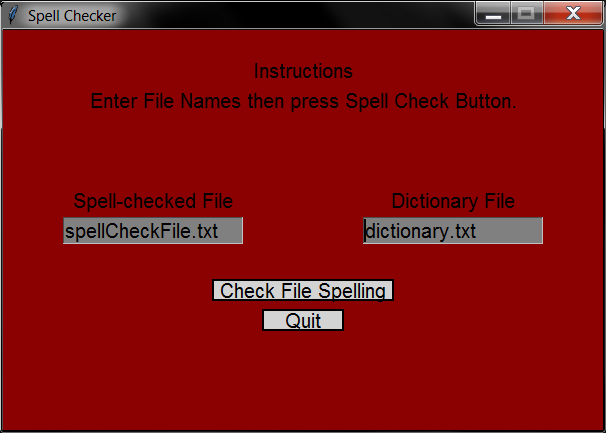 Spell Checker
Instructions
Enter File Names then press Spell Check Button.
Spell-checked File
Dictionary File
spellCheckFile.txt
dictionary.txt
Check File Spelling
Quit